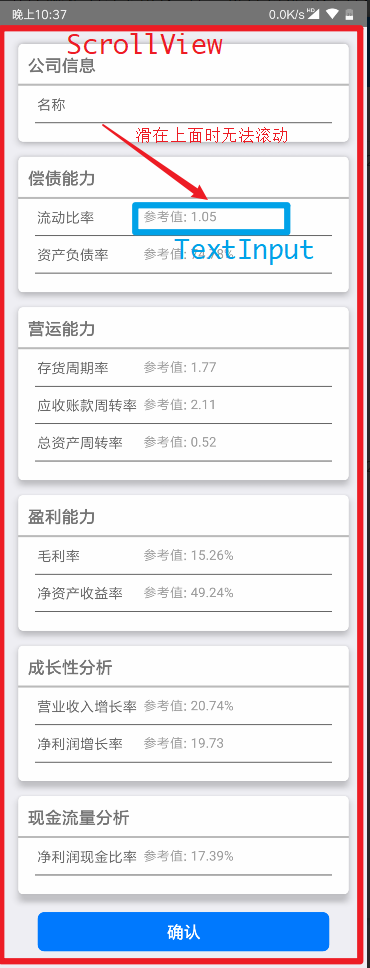 晚上10:37
0.0K/s HD
ScrollView
公司信息
名称
滑在上面时无法滚动
偿债能力
流动比率 参考值: 1.05
TextInput
资产负债率 参考值: 74.78%
营运能力
存货周期率 参考值: 1.77
应收账款周转率 参考值: 2.11
总资产周转率 参考值: 0.52
盈利能力
毛利率 参考值: 15.26%
净资产收益率 参考值: 49.24%
成长性分析
营业收入增长率 参考值: 20.74%
净利润增长率 参考值: 19.73
现金流量分析
净利润现金比率 参考值: 17.39%
确认